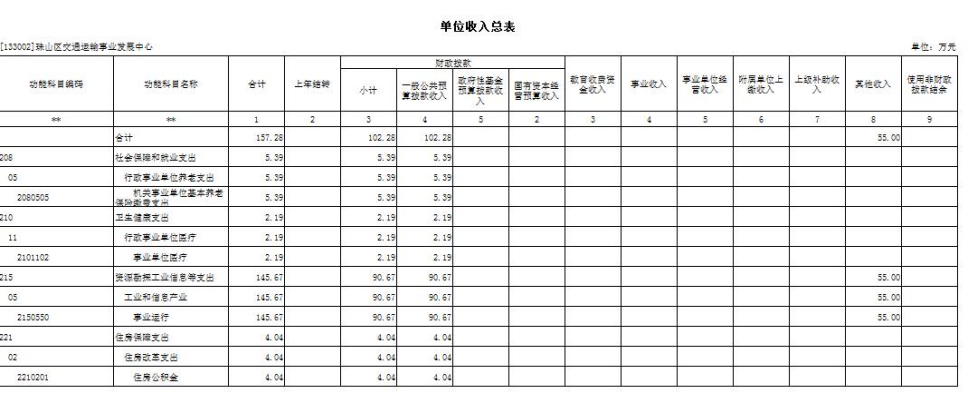 单位收入总表
[133002]珠山区交通运输事业发展中心 单位：万元
功能科目编码 功能科目名称 合计 上年结转 财政拨款 教育收费资金收入 事业收入 事业单位经营收入 附属单位上缴收入 上级补助收入 其他收入 使用非财政拨款结余
小计 一般公共预算拨款收入 政府性基金预算拨款收入 国有资本经营预算收入
** ** 1 2 3 4 5 2 3 4 5 6 7 8 9
合计 157.28 102.28 102.28 55.00
208 社会保障和就业支出 5.39 5.39 5.39
05 行政事业单位养老支出 5.39 5.39 5.39
2080505 机关事业单位基本养老保险缴费支出 5.39 5.39 5.39
210 卫生健康支出 2.19 2.19 2.19
11 行政事业单位医疗 2.19 2.19 2.19
2101102 事业单位医疗 2.19 2.19 2.19
215 资源勘探工业信息等支出 145.67 90.67 90.67 55.00
05 工业和信息产业 145.67 90.67 90.67 55.00
2150550 事业运行 145.67 90.67 90.67 55.00
221 住房保障支出 4.04 4.04 4.04
02 住房改革支出 4.04 4.04 4.04
2210201 住房公积金 4.04 4.04 4.04